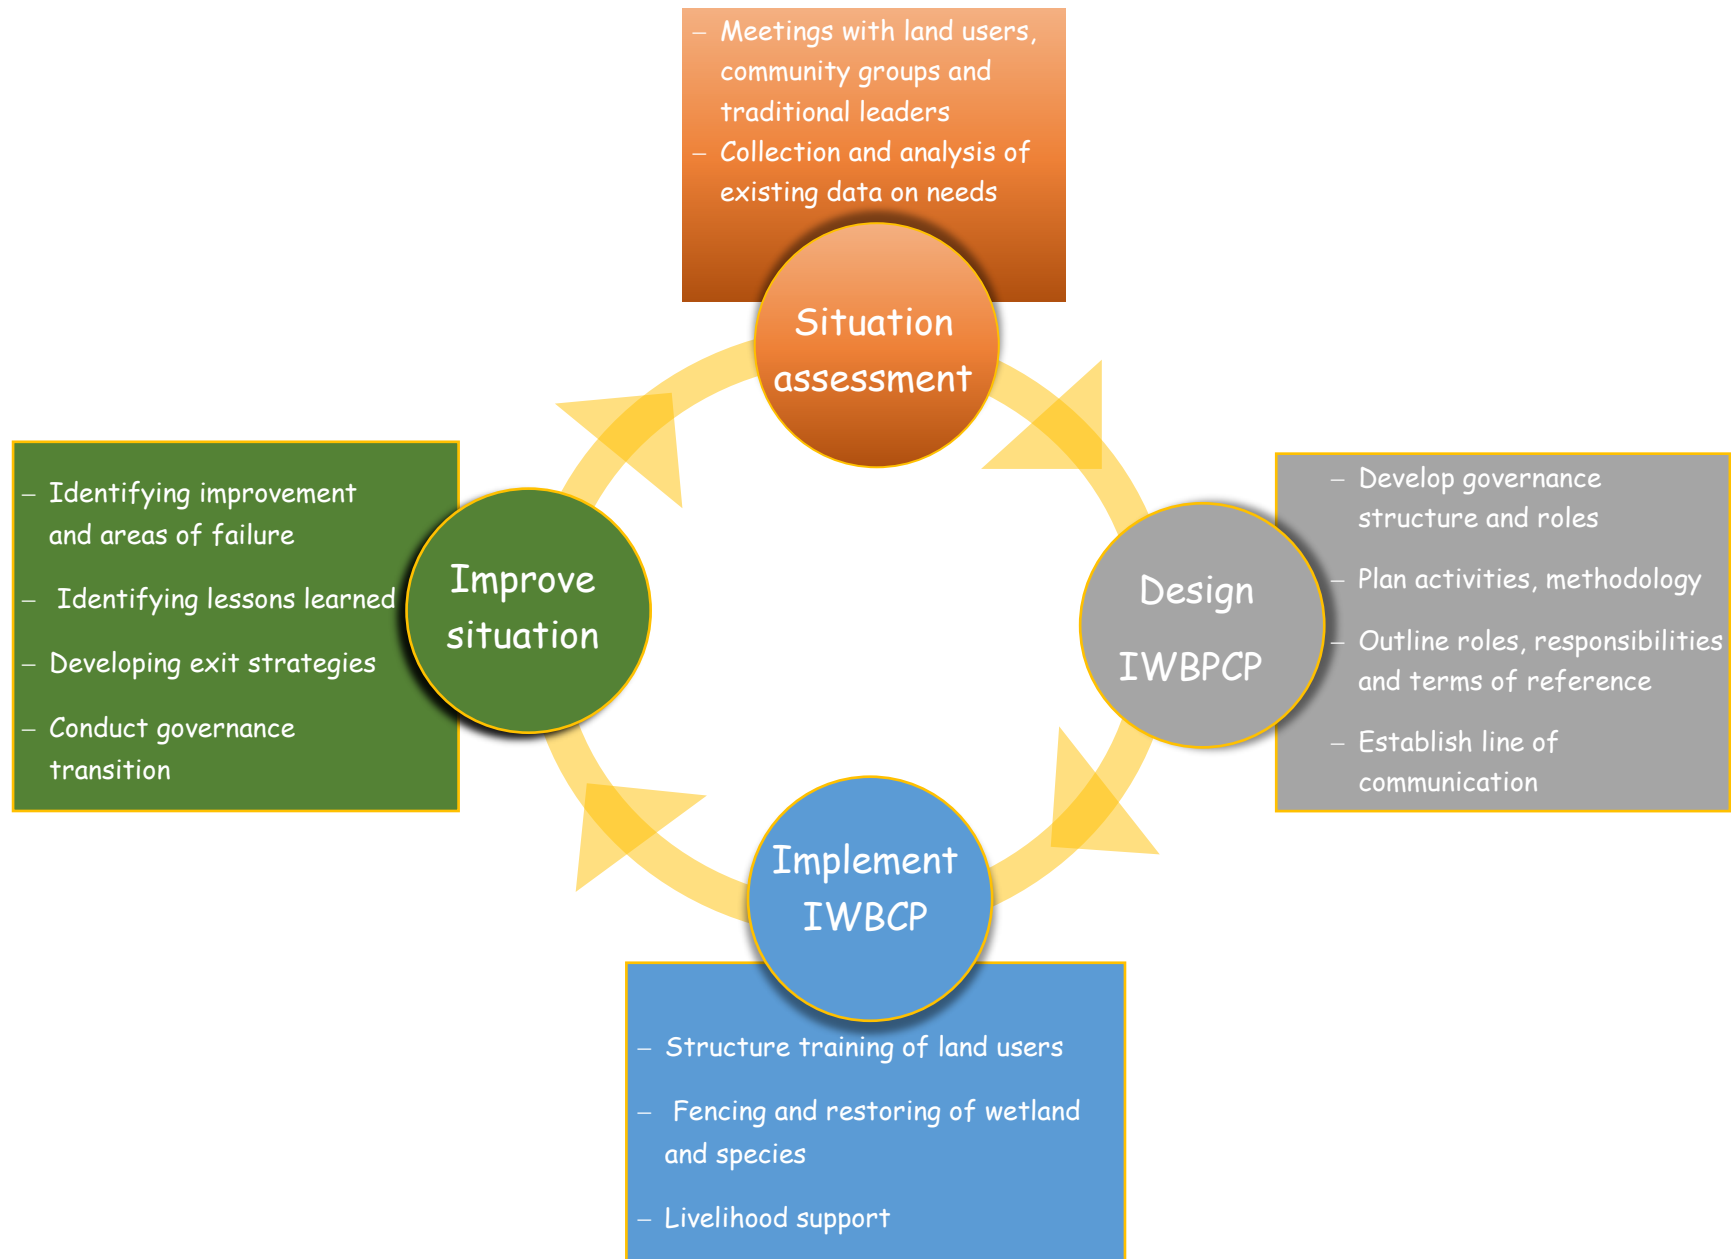 – Meetings with land users,
community groups and
traditional leaders
– Collection and analysis of
existing data on needs
Situation
assessment
– Develop governance
structure and roles
– Plan activities, methodology
– Outline roles, responsibilities
and terms of reference
– Establish line of
communication
Design
IWBPCP
Implement
IWBCP
– Structure training of land users
– Fencing and restoring of wetland
and species
– Livelihood support
Improve
situation
– Identifying improvement
and areas of failure
– Identifying lessons learned
– Developing exit strategies
– Conduct governance
transition